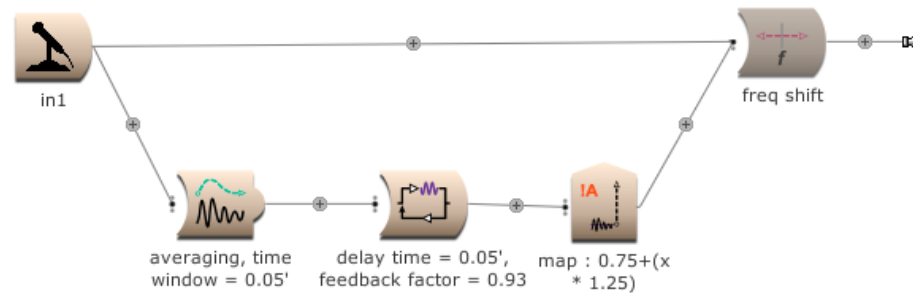 in1
f
freq shift
averaging, time
window = 0.05'
delay time = 0.05',
feedback factor = 0.93
!A
map : 0.75+(x
* 1.25)